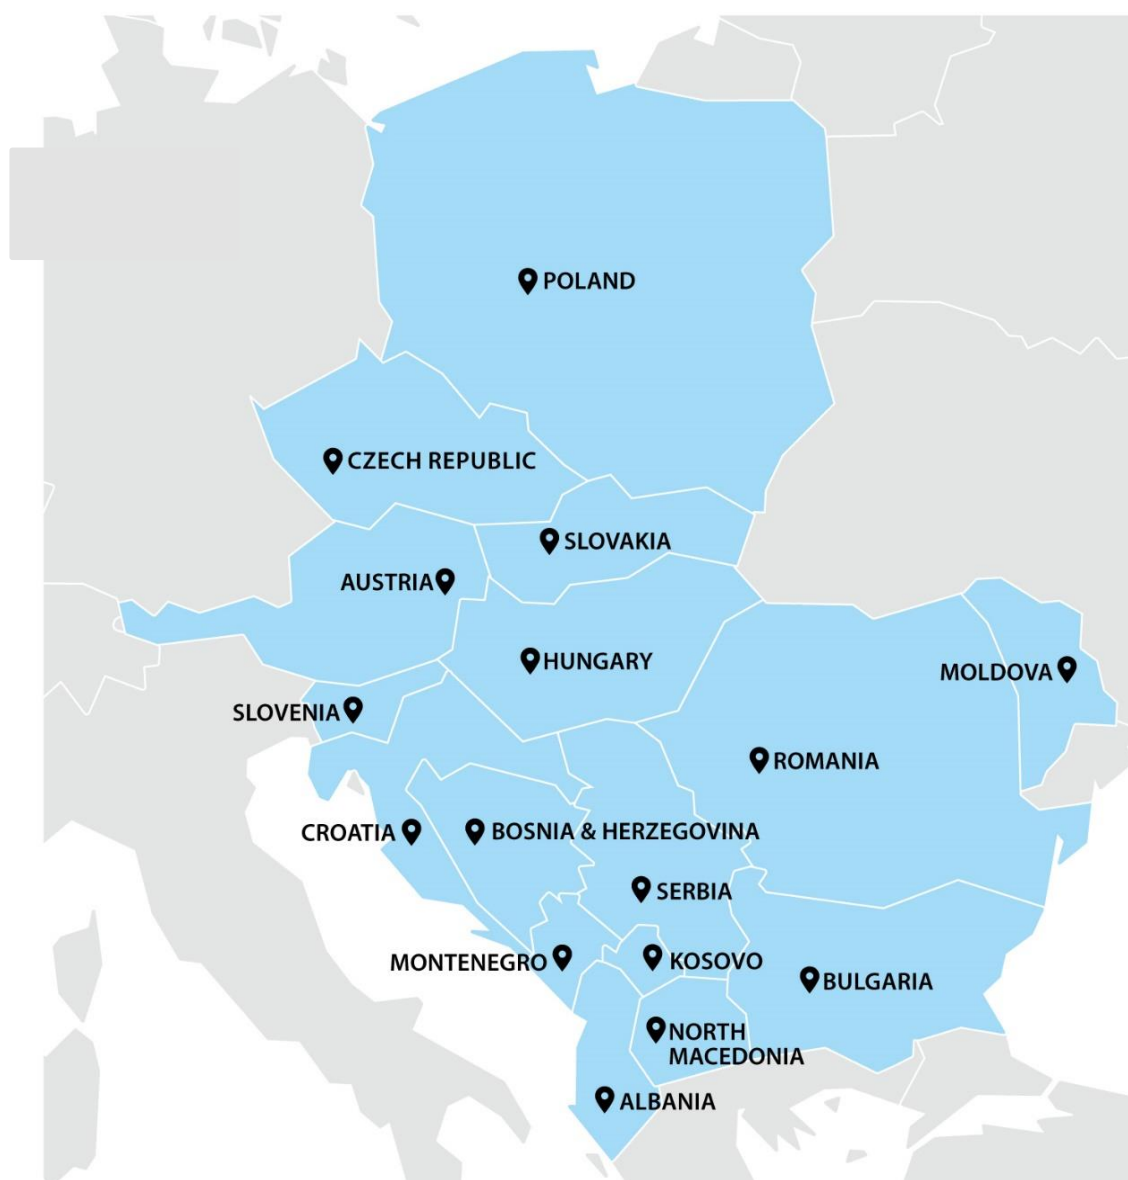 POLAND
CZECH REPUBLIC
SLOVAKIA
AUSTRIA
HUNGARY
MOLDOVA
SLOVENIA
ROMANIA
CROATIA
BOSNIA & HERZEGOVINA
SERBIA
MONTENEGRO
KOSOVO
BULGARIA
NORTH
MACEDONIA
ALBANIA